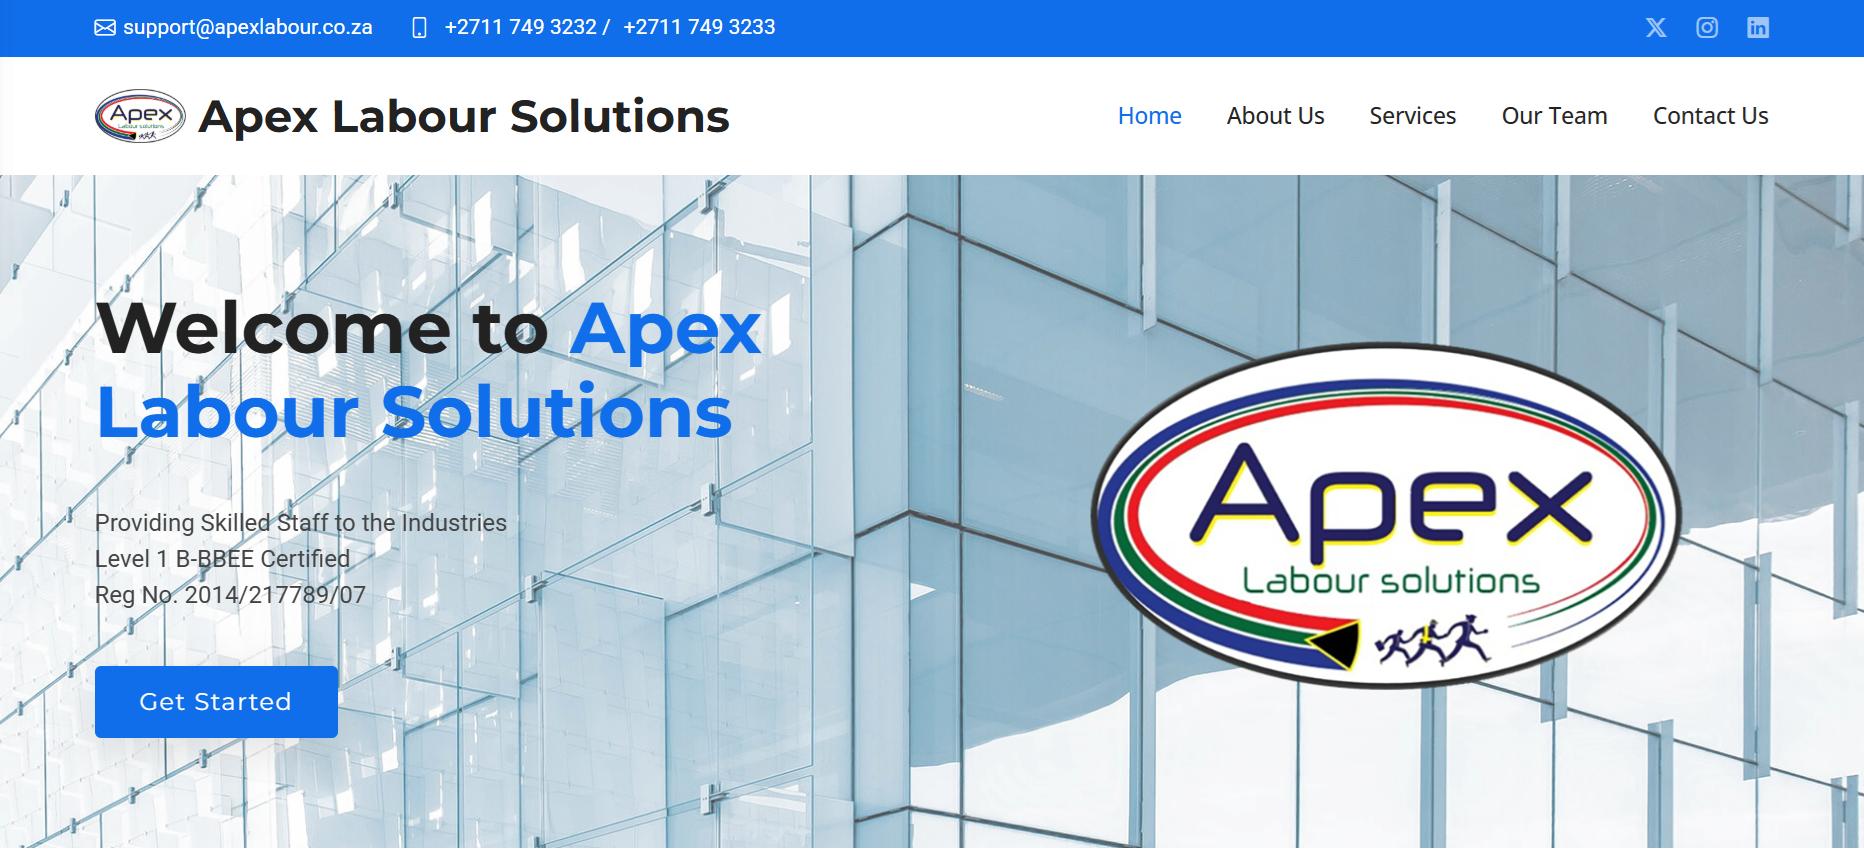 support@apexlabour.co.za +2711 749 3232 / +2711 749 3233
Apex Labour solutions
Apex Labour Solutions
Home About Us Services Our Team Contact Us
Welcome to Apex
Labour Solutions
Providing Skilled Staff to the Industries
Level 1 B-BBEE Certified
Reg No. 2014/217789/07
Get Started
Apex
Labour solutions